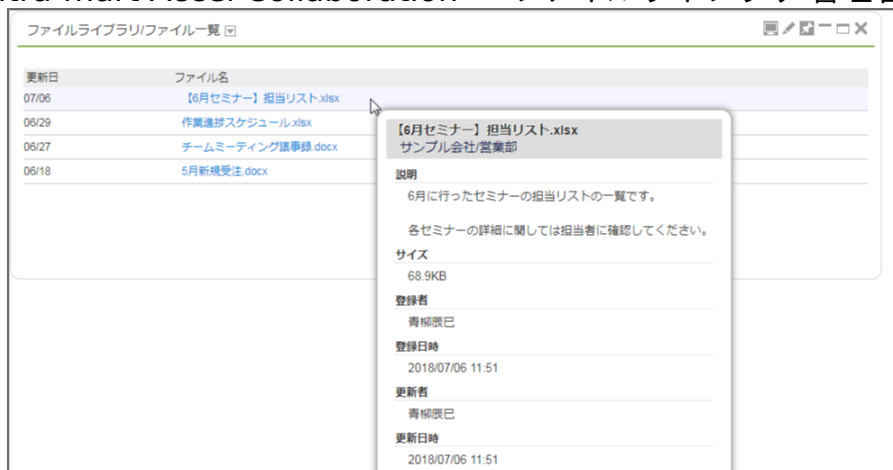 ファイルライブラリ/ファイル一覧
更新日 ファイル名
07/06 【6月セミナー】担当リスト.xlsx
06/29 作業進捗スケジュール.xlsx
06/27 チームミーティング議事録.docx
06/18 5月新規受注.docx
【6月セミナー】担当リスト.xlsx
サンプル会社/営業部
説明
6月に行ったセミナーの担当リストの一覧です。
各セミナーの詳細に関しては担当者に確認してください。
サイズ
68.9KB
登録者
青柳辰巳
登録日時
2018/07/06 11:51
更新者
青柳辰巳
更新日時
2018/07/06 11:51